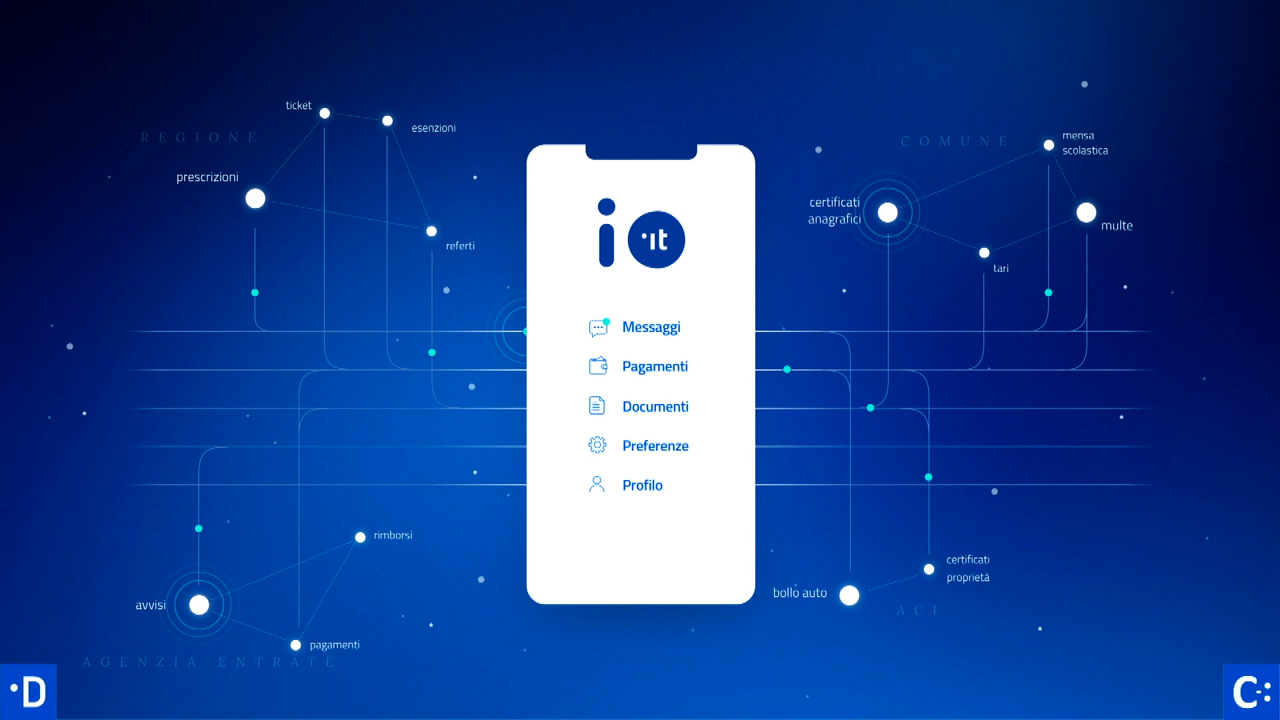 REGIONE
ticket
esenzioni
prescrizioni
referti
COMUNE
mensa
scolastica
certificati
anagrafici
multe
tari
io
it
Messaggi
Pagamenti
Documenti
Preferenze
Profilo
rimborsi
avvisi
pagamenti
AGENZIA ENTRATE
certificati
proprietà
bollo auto
ACI
D
C: